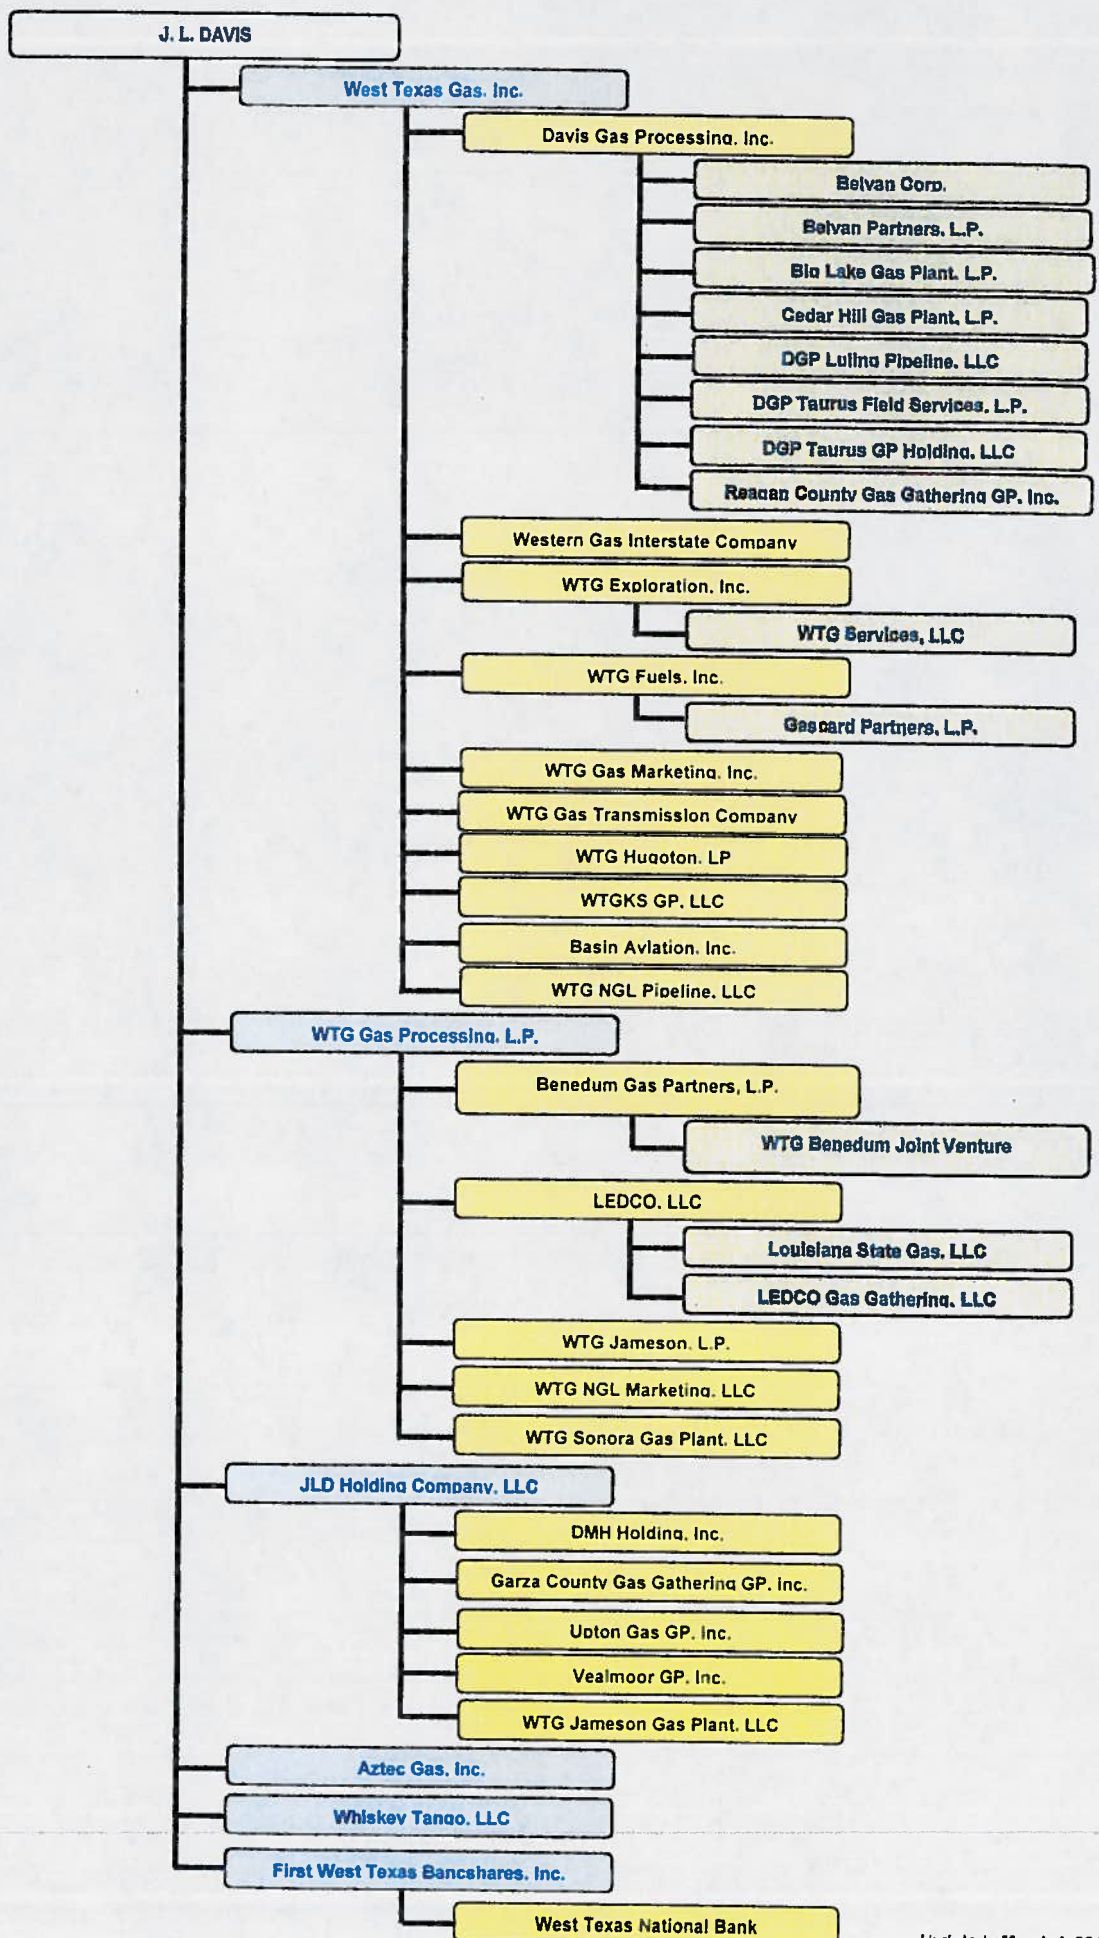 J. L. DAVIS
West Texas Gas, Inc.
Davis Gas Processing, Inc.
Belvan Corp.
Belvan Partners, L.P.
Big Lake Gas Plant, L.P.
Cedar Hill Gas Plant, L.P.
DGP Luling Pipeline, LLC
DGP Taurus Field Services, L.P.
DGP Taurus GP Holding, LLC
Reagan County Gas Gathering GP, Inc.
Western Gas Interstate Company
WTG Exploration, Inc.
WTG Services, LLC
WTG Fuels, Inc.
Gascard Partners, L.P.
WTG Gas Marketing, Inc.
WTG Gas Transmission Company
WTG Hugoton, LP
WTGKS GP, LLC
Basin Aviation, Inc.
WTG NGL Pipeline, LLC
WTG Gas Processing, L.P.
Benedum Gas Partners, L.P.
WTG Benedum Joint Venture
LEDCO, LLC
Louisiana State Gas, LLC
LEDCO Gas Gathering, LLC
WTG Jameson, L.P.
WTG NGL Marketing, LLC
WTG Sonora Gas Plant, LLC
JLD Holding Company, LLC
DMH Holding, Inc.
Garza County Gas Gathering GP, Inc.
Upton Gas GP, Inc.
Vealmoor GP, Inc.
WTG Jameson Gas Plant, LLC
Aztec Gas, Inc.
Whiskey Tango, LLC
First West Texas Bancshares, Inc.
West Texas National Bank